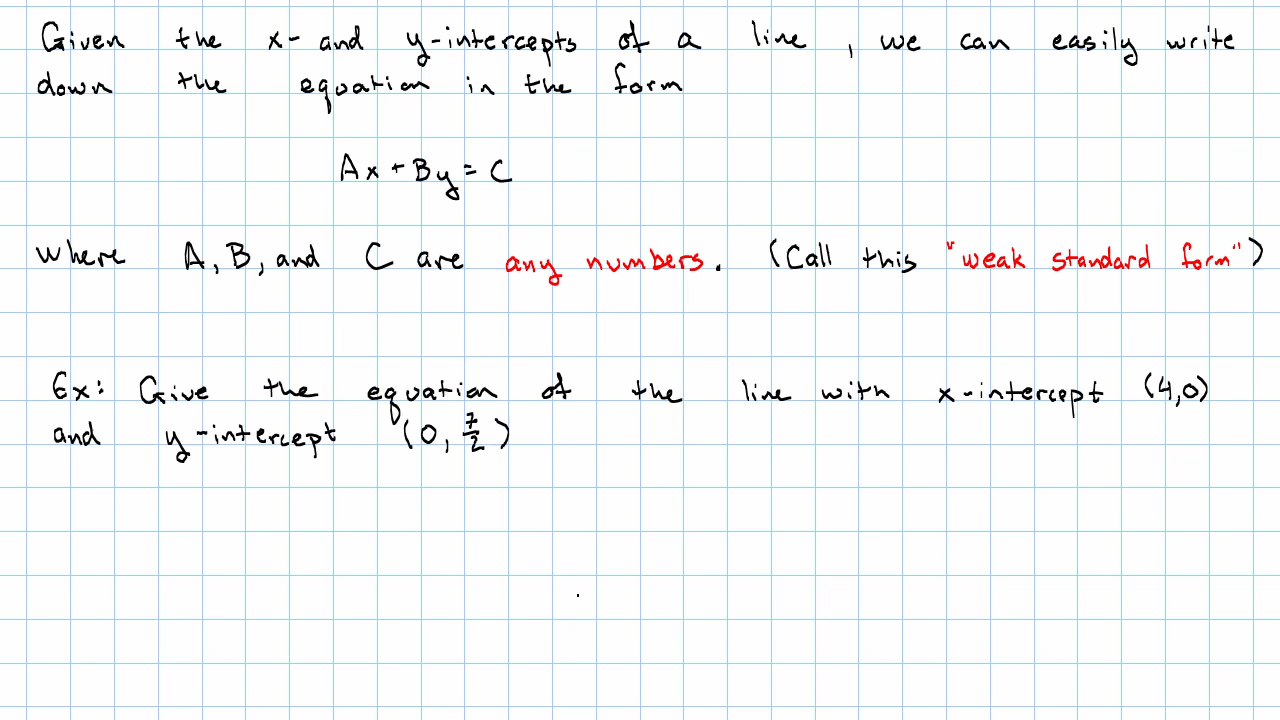 Given the x- and y-intercepts of a line, we can easily write
down the equation in the form
Ax + By = C
where A, B, and C are any numbers. (Call this "weak standard form")
Ex: Give the equation of the line with x-intercept (4,0)
and y-intercept (0, 7/2)